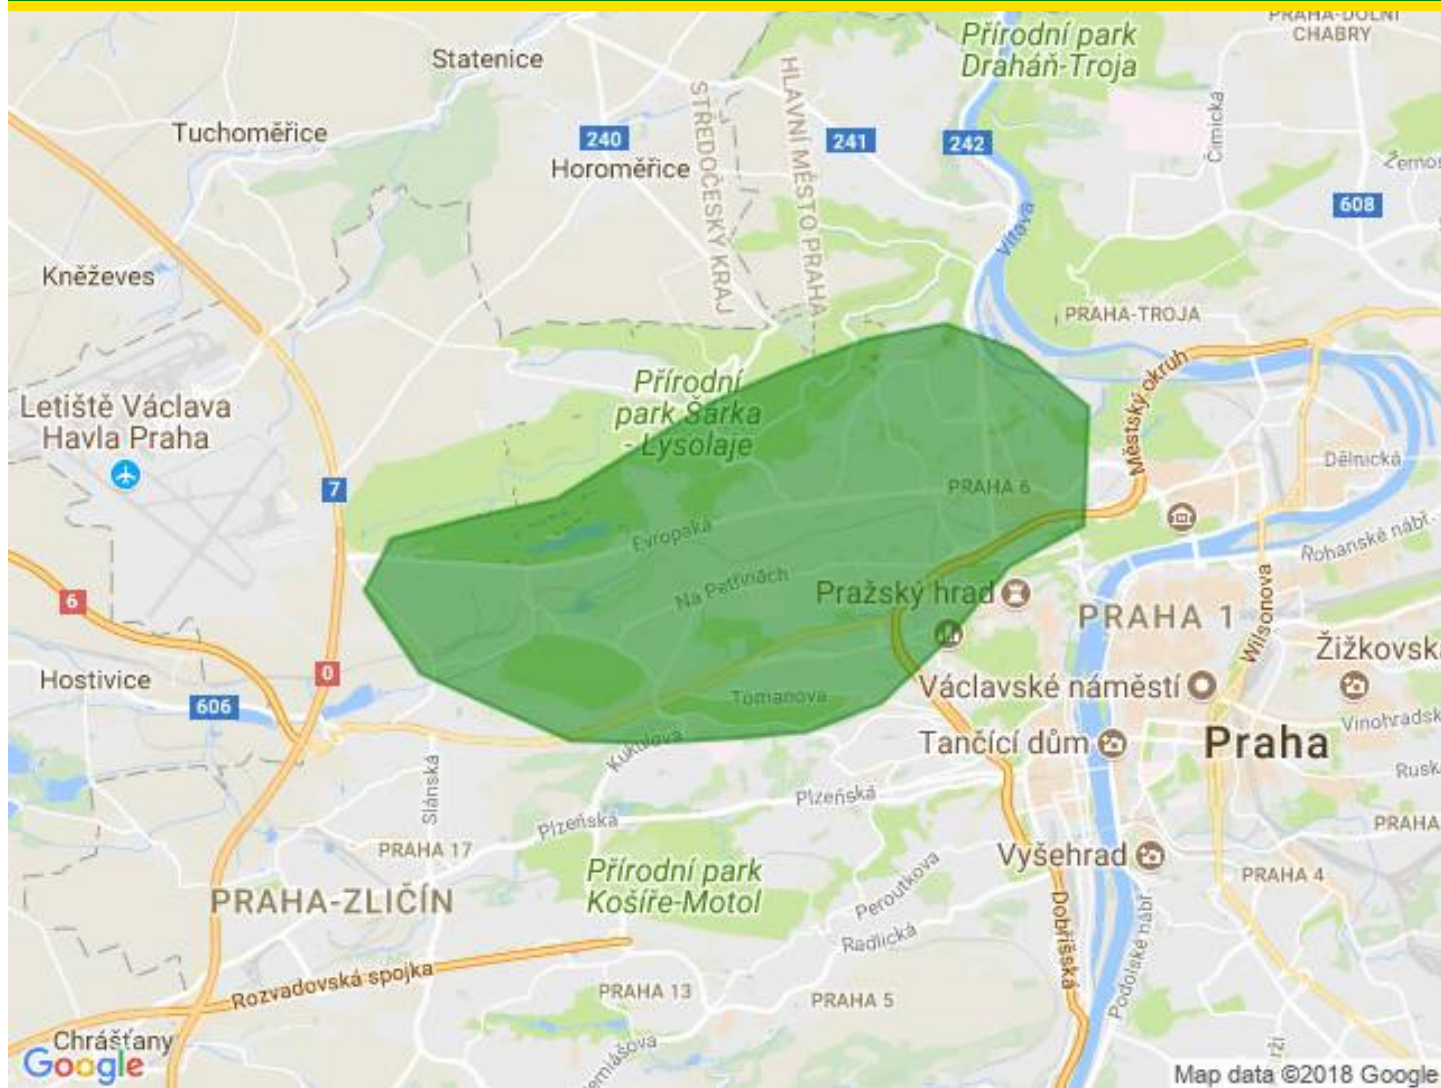 PRAHA-DOLNÍ
CHABRY
Přírodní park
Draháň-Troja
Statenice
HLAVNÍ MĚSTO PRAHA
STŘEDOČESKÝ KRAJ
Čimická
Tuchoměřice
240
241
242
Horoměřice
608
Vltava
Kněževes
PRAHA-TROJA
Městský okruh
Přírodní
park Šárka
- Lysolaje
Letiště Václava
Havla Praha
Dělnická
7
PRAHA 6
Evropská
Rohanské nábř.
Na Petřinách
Pražský hrad
6
PRAHA 1
Wilsonova
Hostivice
0
606
Žižkovsk
Václavské náměstí
Tomanova
Vinohradsk
Kukulova
Tančící dům
Praha
Rusk
Slánská
Plzeňská
Plzeňská
PRAHA
PRAHA 17
Vyšehrad
PRAHA 4
Přírodní park
Košíře-Motol
Peroutkova
PRAHA-ZLIČÍN
Radlická
Dobříšská
Podolské nábř.
Rozvadovská spojka
PRAHA 13
PRAHA 5
Chrášťany
emiášova
Google
Map data ©2018 Google